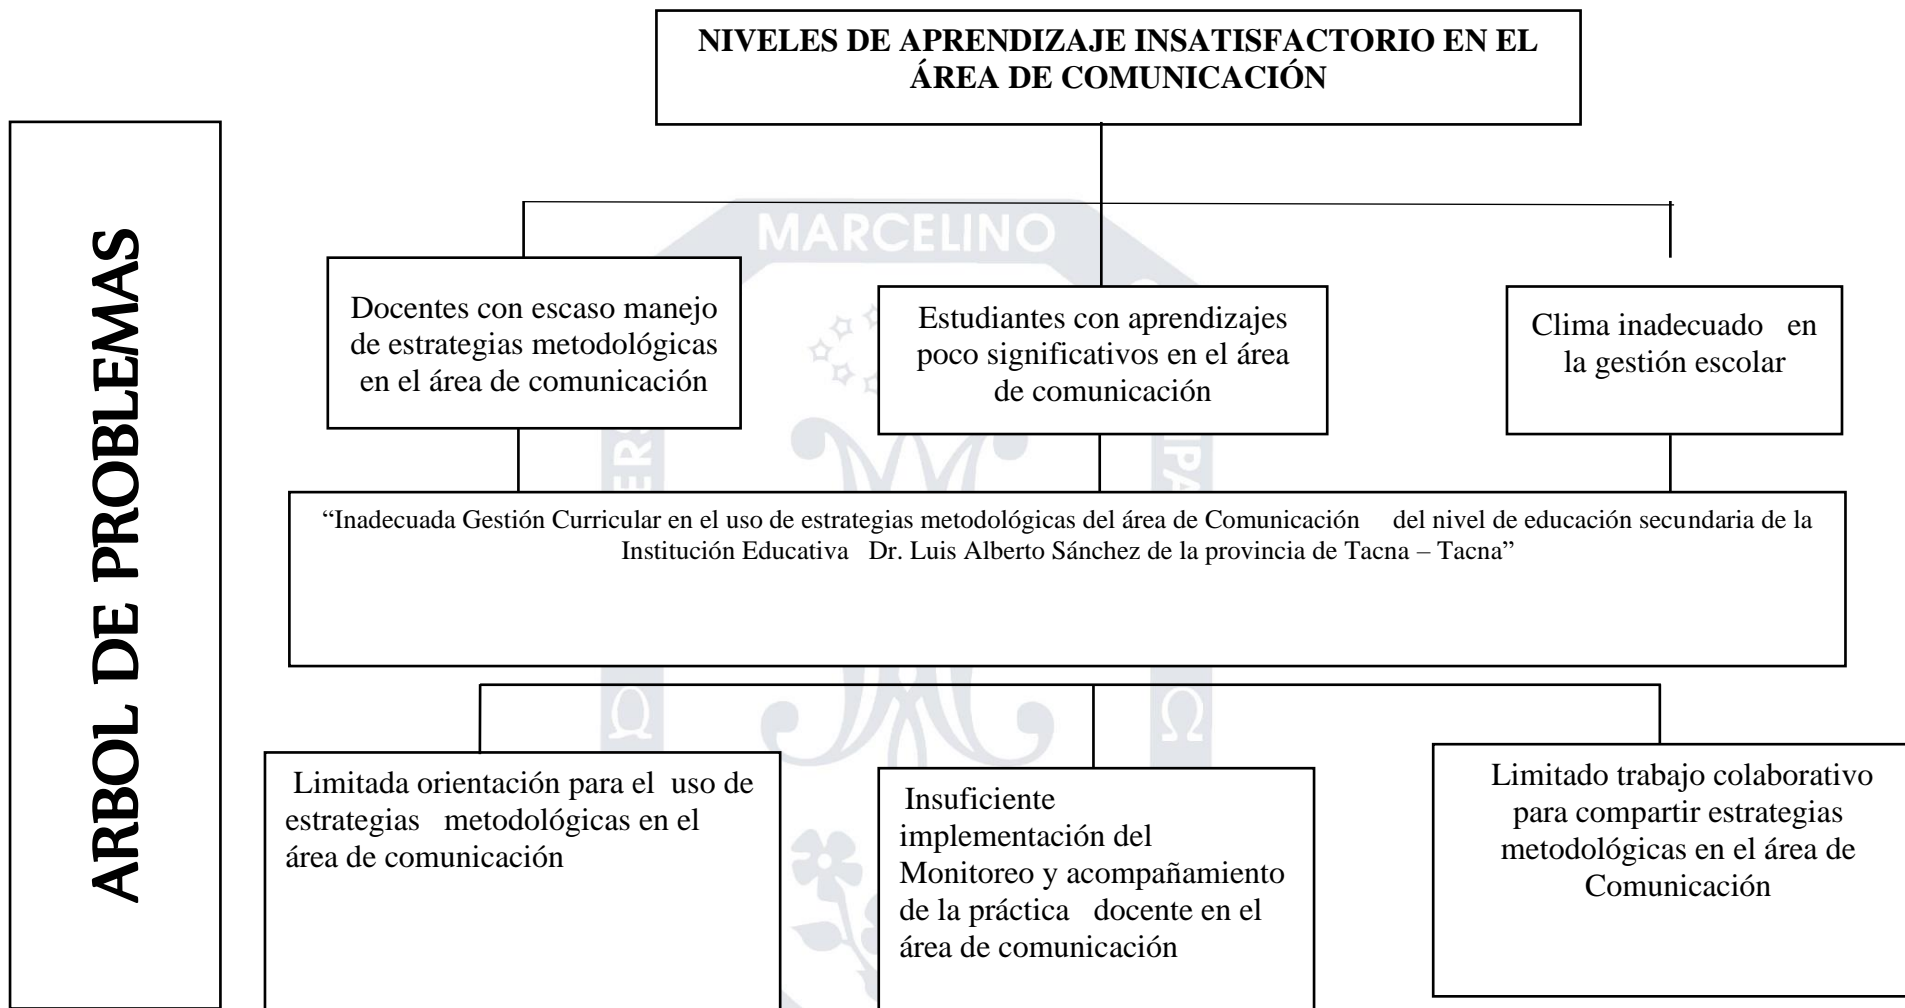 NIVELES DE APRENDIZAJE INSATISFACTORIO EN EL
ÁREA DE COMUNICACIÓN
ARBOL DE PROBLEMAS
MARCELINO
Docentes con escaso manejo
de estrategias metodológicas
en el área de comunicación
Estudiantes con aprendizajes
poco significativos en el área
de comunicación
Clima inadecuado en
la gestión escolar
“Inadecuada Gestión Curricular en el uso de estrategias metodológicas del área de Comunicación del nivel de educación secundaria de la
Institución Educativa Dr. Luis Alberto Sánchez de la provincia de Tacna – Tacna”
Ω Ω
Limitada orientación para el uso de
estrategias metodológicas en el
área de comunicación
Insuficiente
implementación del
Monitoreo y acompañamiento
de la práctica docente en el
área de comunicación
Limitado trabajo colaborativo
para compartir estrategias
metodológicas en el área de
Comunicación